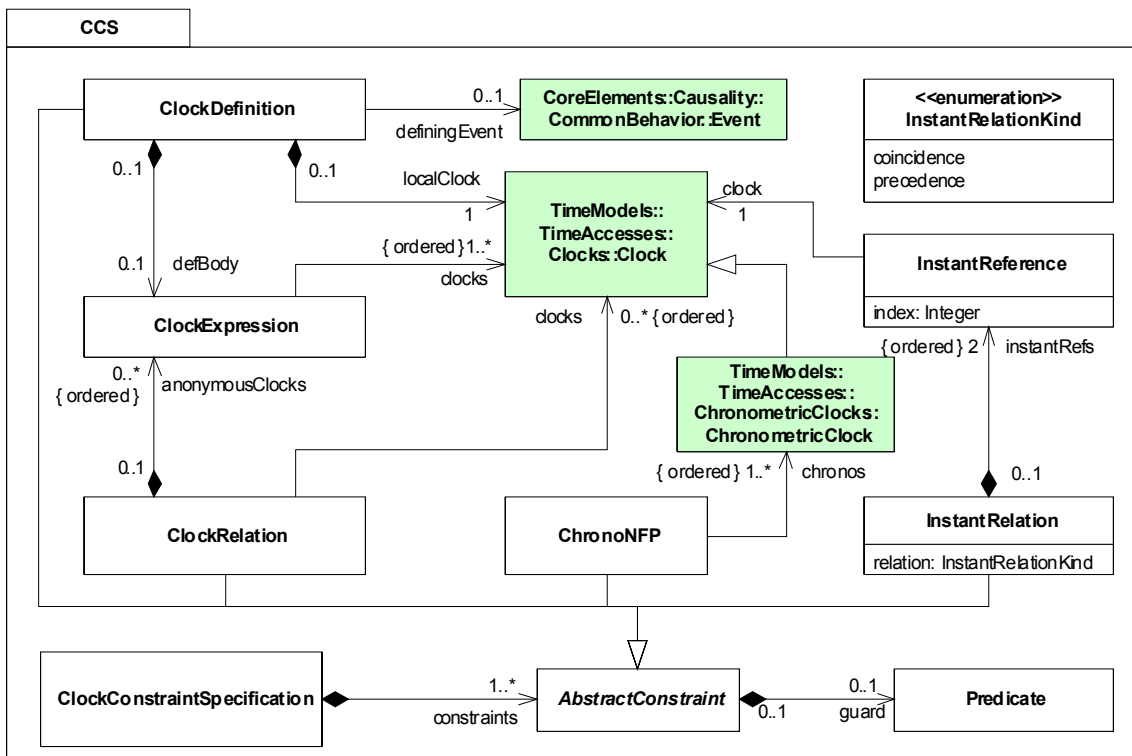 CCS
ClockDefinition
0..1
definingEvent
CoreElements::Causality::
CommonBehavior::Event
<<enumeration>>
InstantRelationKind
coincidence
precedence
0..1
0..1
localClock
1
TimeModels::
TimeAccesses::
Clocks::Clock
clock
1
0..1
defBody
{ ordered} 1..*
clocks
InstantReference
index: Integer
ClockExpression
clocks
0..* { ordered}
{ ordered} 2
instantRefs
0..*
{ ordered}
anonymousClocks
TimeModels::
TimeAccesses::
ChronometricClocks:
ChronometricClock
0..1
{ ordered} 1..*
chronos
0..1
ClockRelation
ChronoNFP
InstantRelation
relation: InstantRelationKind
ClockConstraintSpecification
1..*
constraints
AbstractConstraint
0..1
0..1
guard
Predicate